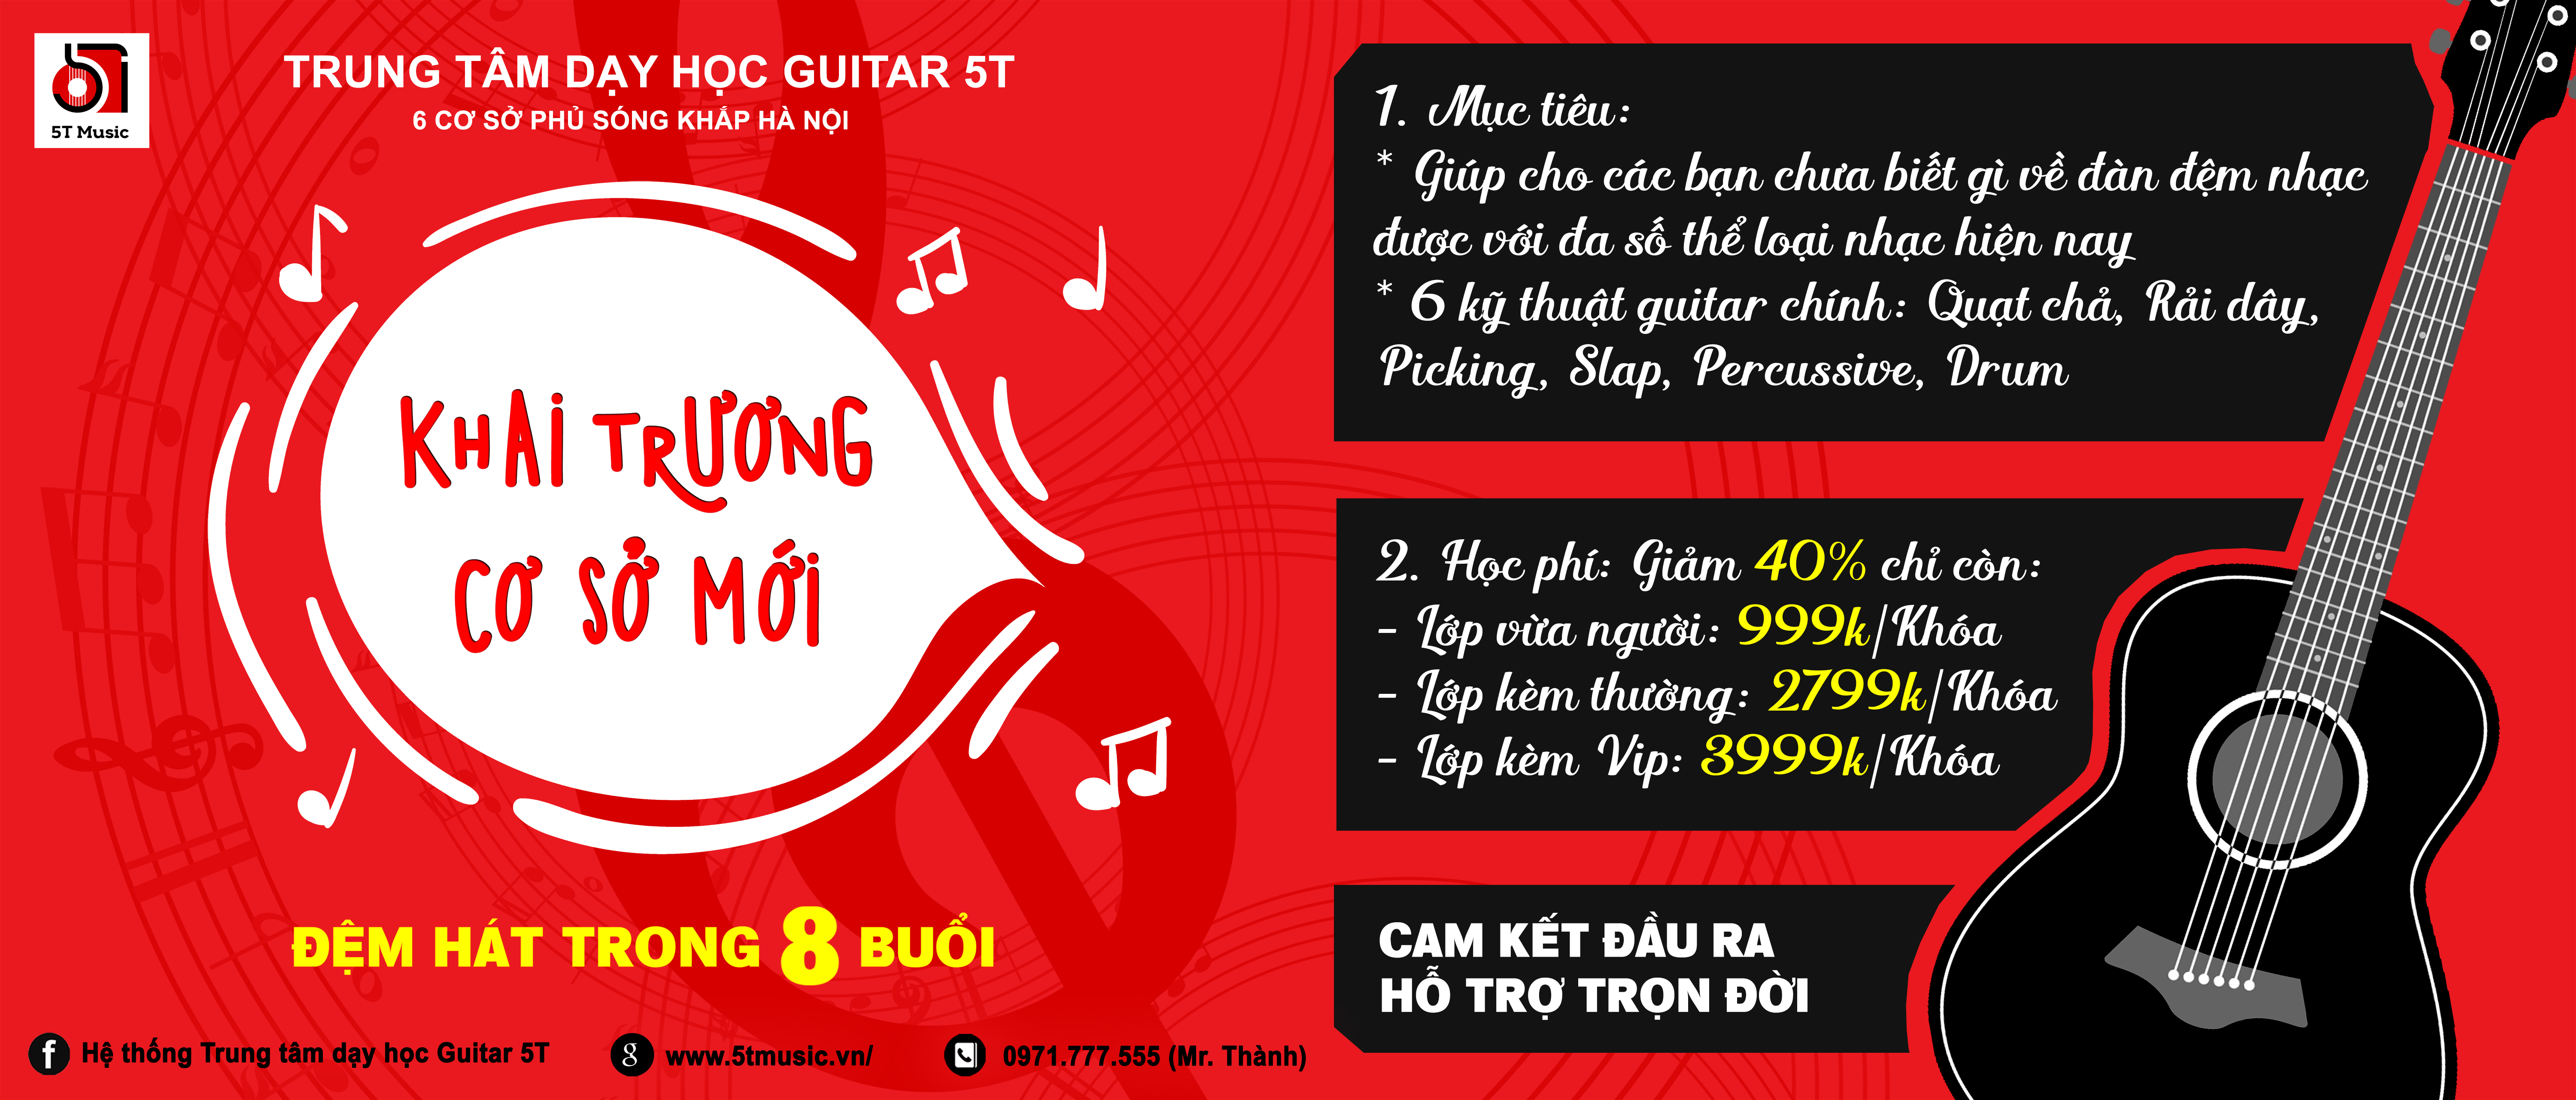 5T Music
TRUNG TÂM DẠY HỌC GUITAR 5T
6 CƠ SỞ PHỦ SÓNG KHẮP HÀ NỘI
KHAI TRƯƠNG
CƠ SỞ MỚI
ĐỆM HÁT TRONG 8 BUỔI
Hệ thống Trung tâm dạy học Guitar 5T
www.5tmusic.vn/
0971.777.555 (Mr. Thành)
1. Mục tiêu:
* Giúp cho các bạn chưa biết gì về đàn đệm nhạc
được với đa số thể loại nhạc hiện nay
* 6 kỹ thuật guitar chính: Quạt chả, Rải dây,
Picking, Slap, Percussive, Drum
2. Học phí: Giảm 40% chỉ còn:
- Lớp vừa người: 999k/Khóa
- Lớp kèm thường: 2799k/Khóa
- Lớp kèm Vip: 3999k/Khóa
CAM KẾT ĐẦU RA
HỖ TRỢ TRỌN ĐỜI